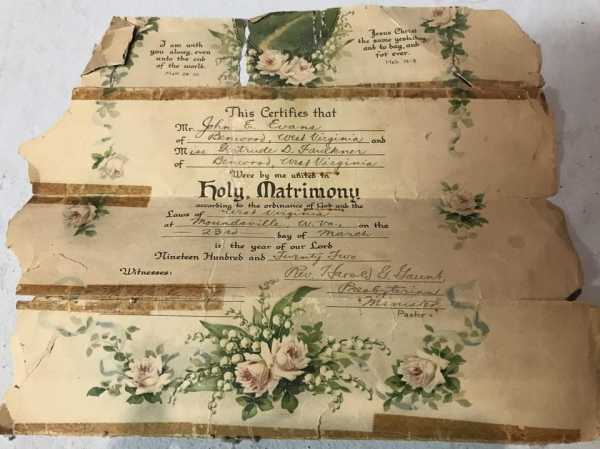 I am with
you alway, even
unto the end
of the world.
Matt. 28-20
Jesus Christ
the same yesterday
and to day, and
for ever.
Heb. 13-8
This Certifies that
Mr. John E. Evans
of Benwood, West Virginia and
Miss Gertrude D. Faulkner
of Benwood, West Virginia
Were by me united in
Holy Matrimony
according to the ordinance of God and the
Laws of West Virginia
at Moundsville, W. Va. on the
23rd day of March
in the year of our Lord
Nineteen Hundred and Twenty Two
Witnesses:
Rev. Harold G. Gaunt
Presbyterian
Minister
Pastor